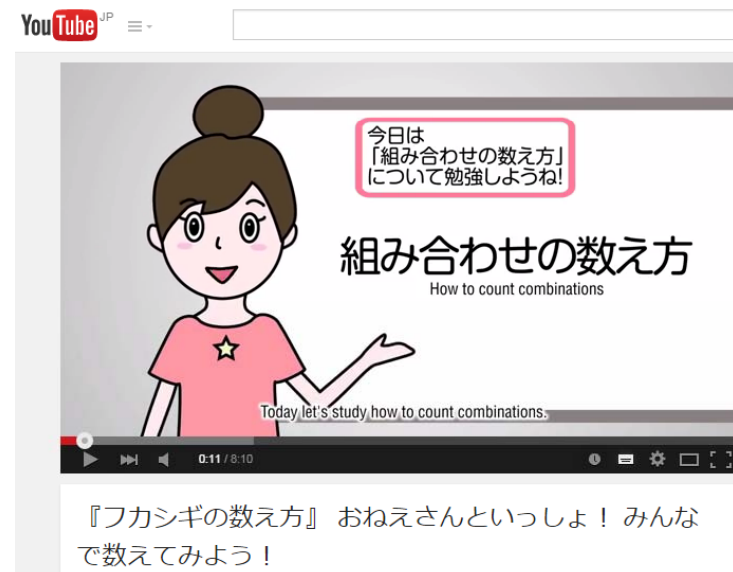 YouTube JP
今日は
「組み合わせの数え方」
について勉強しようね!
組み合わせの数え方
How to count combinations
Today let's study how to count combinations.
0:11 / 8:10
『フカシギの数え方』 おねえさんといっしょ！ みんな
で数えてみよう！